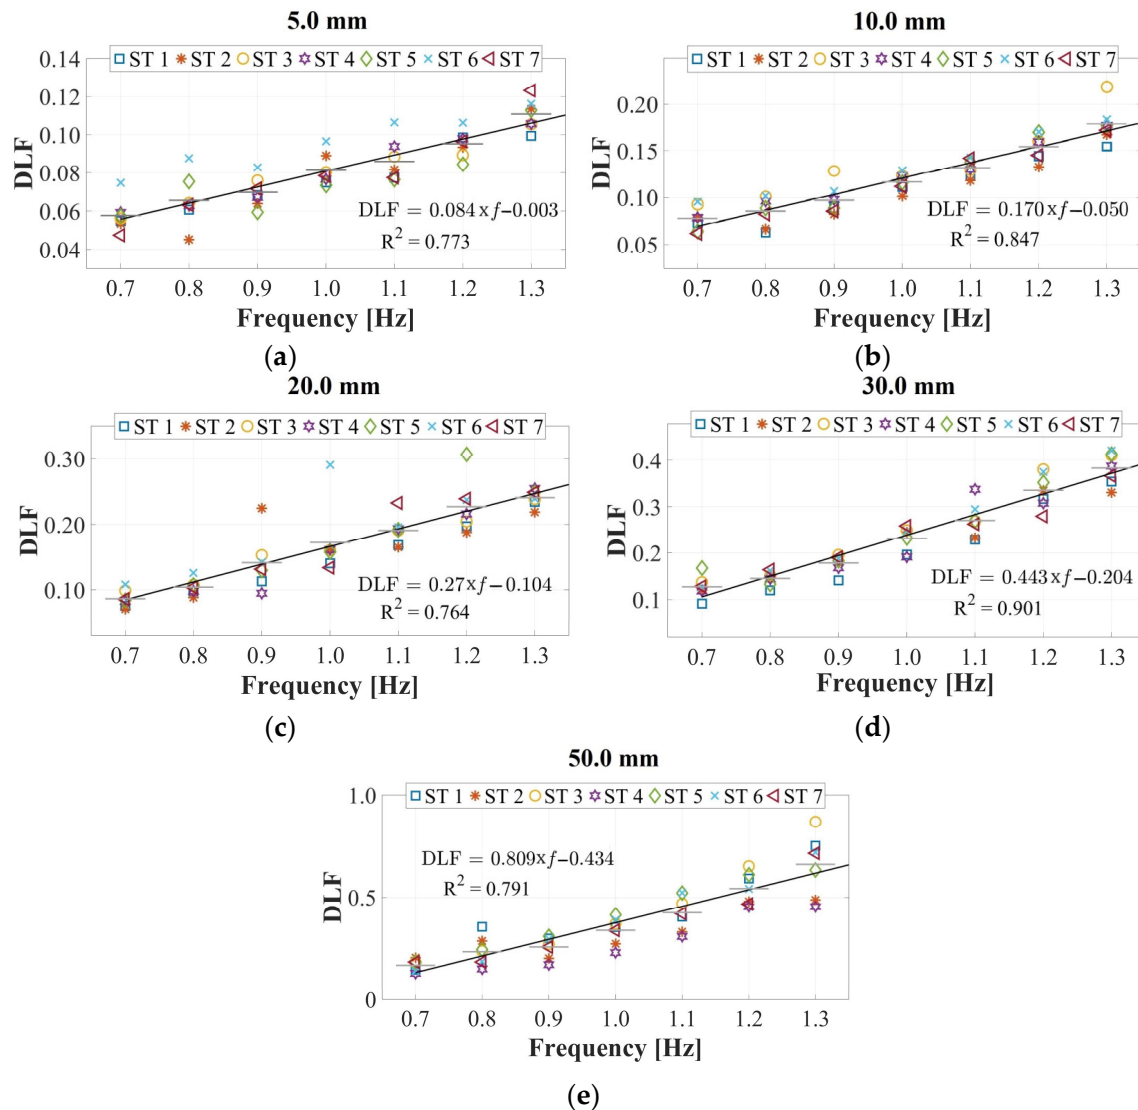 5.0 mm
ST 1 ST 2 ST 3 ST 4 ST 5 ST 6 ST 7
0.14
0.12
0.10
0.08
0.06
0.04
DLF
DLF = 0.084xf−0.003
R² = 0.773
0.7 0.8 0.9 1.0 1.1 1.2 1.3
Frequency [Hz]
(a)
10.0 mm
ST 1 ST 2 ST 3 ST 4 ST 5 ST 6 ST 7
0.20
0.15
0.10
0.05
DLF
DLF = 0.170xf−0.050
R² = 0.847
0.7 0.8 0.9 1.0 1.1 1.2 1.3
Frequency [Hz]
(b)
20.0 mm
ST 1 ST 2 ST 3 ST 4 ST 5 ST 6 ST 7
0.30
0.20
0.10
DLF
DLF = 0.27xf−0.104
R² = 0.764
0.7 0.8 0.9 1.0 1.1 1.2 1.3
Frequency [Hz]
(c)
30.0 mm
ST 1 ST 2 ST 3 ST 4 ST 5 ST 6 ST 7
0.4
0.3
0.2
0.1
DLF
DLF = 0.443xf−0.204
R² = 0.901
0.7 0.8 0.9 1.0 1.1 1.2 1.3
Frequency [Hz]
(d)
50.0 mm
ST 1 ST 2 ST 3 ST 4 ST 5 ST 6 ST 7
1.0
0.5
0
DLF
DLF = 0.809xf−0.434
R² = 0.791
0.7 0.8 0.9 1.0 1.1 1.2 1.3
Frequency [Hz]
(e)